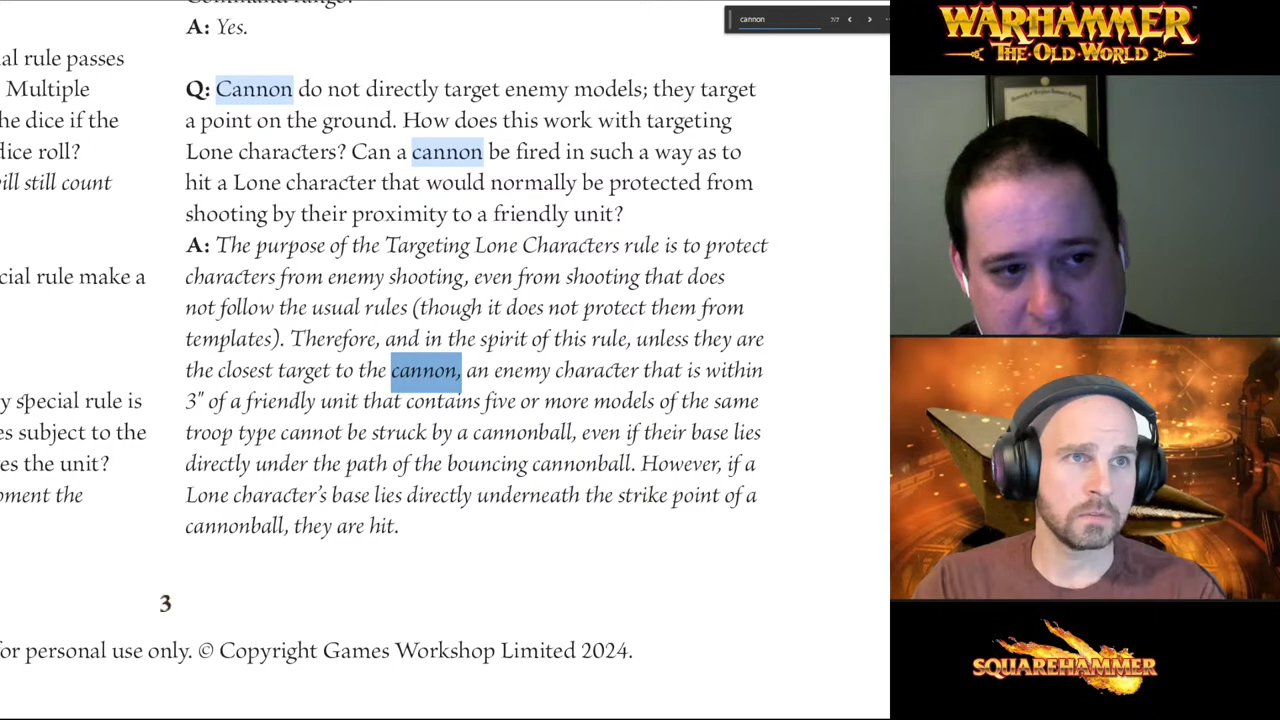 Command range?
A: Yes.
al rule passes
Multiple
he dice if the
dice roll?
ill still count
cial rule make a
y special rule is
es subject to the
es the unit?
oment the
Q: Cannon do not directly target enemy models; they target
a point on the ground. How does this work with targeting
Lone characters? Can a cannon be fired in such a way as to
hit a Lone character that would normally be protected from
shooting by their proximity to a friendly unit?
A: The purpose of the Targeting Lone Characters rule is to protect
characters from enemy shooting, even from shooting that does
not follow the usual rules (though it does not protect them from
templates). Therefore, and in the spirit of this rule, unless they are
the closest target to the cannon, an enemy character that is within
3" of a friendly unit that contains five or more models of the same
troop type cannot be struck by a cannonball, even if their base lies
directly under the path of the bouncing cannonball. However, if a
Lone character's base lies directly underneath the strike point of a
cannonball, they are hit.
3
for personal use only. © Copyright Games Workshop Limited 2024.
cannon
7/7
WARHAMMER
THE·OLD·WORLD
SQUAREHAMMER